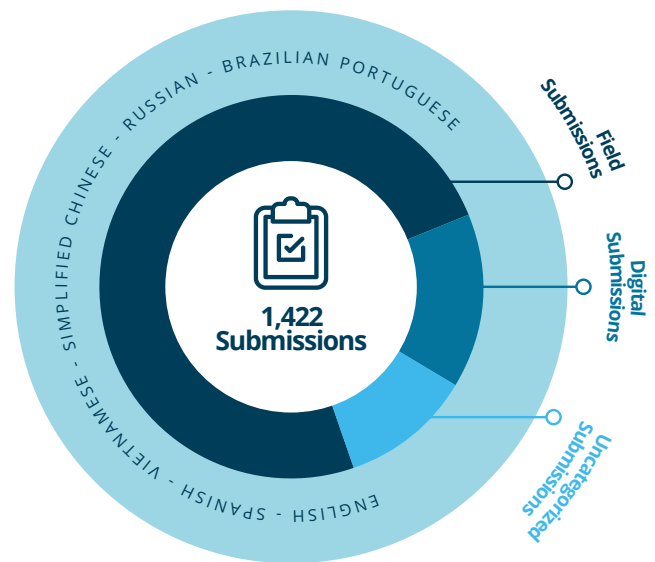 ENGLISH - SPANISH - VIETNAMESE - SIMPLIFIED CHINESE - RUSSIAN - BRAZILIAN PORTUGUESE
1,422
Submissions
Field
Submissions
Digital
Submissions
Uncategorized
Submissions